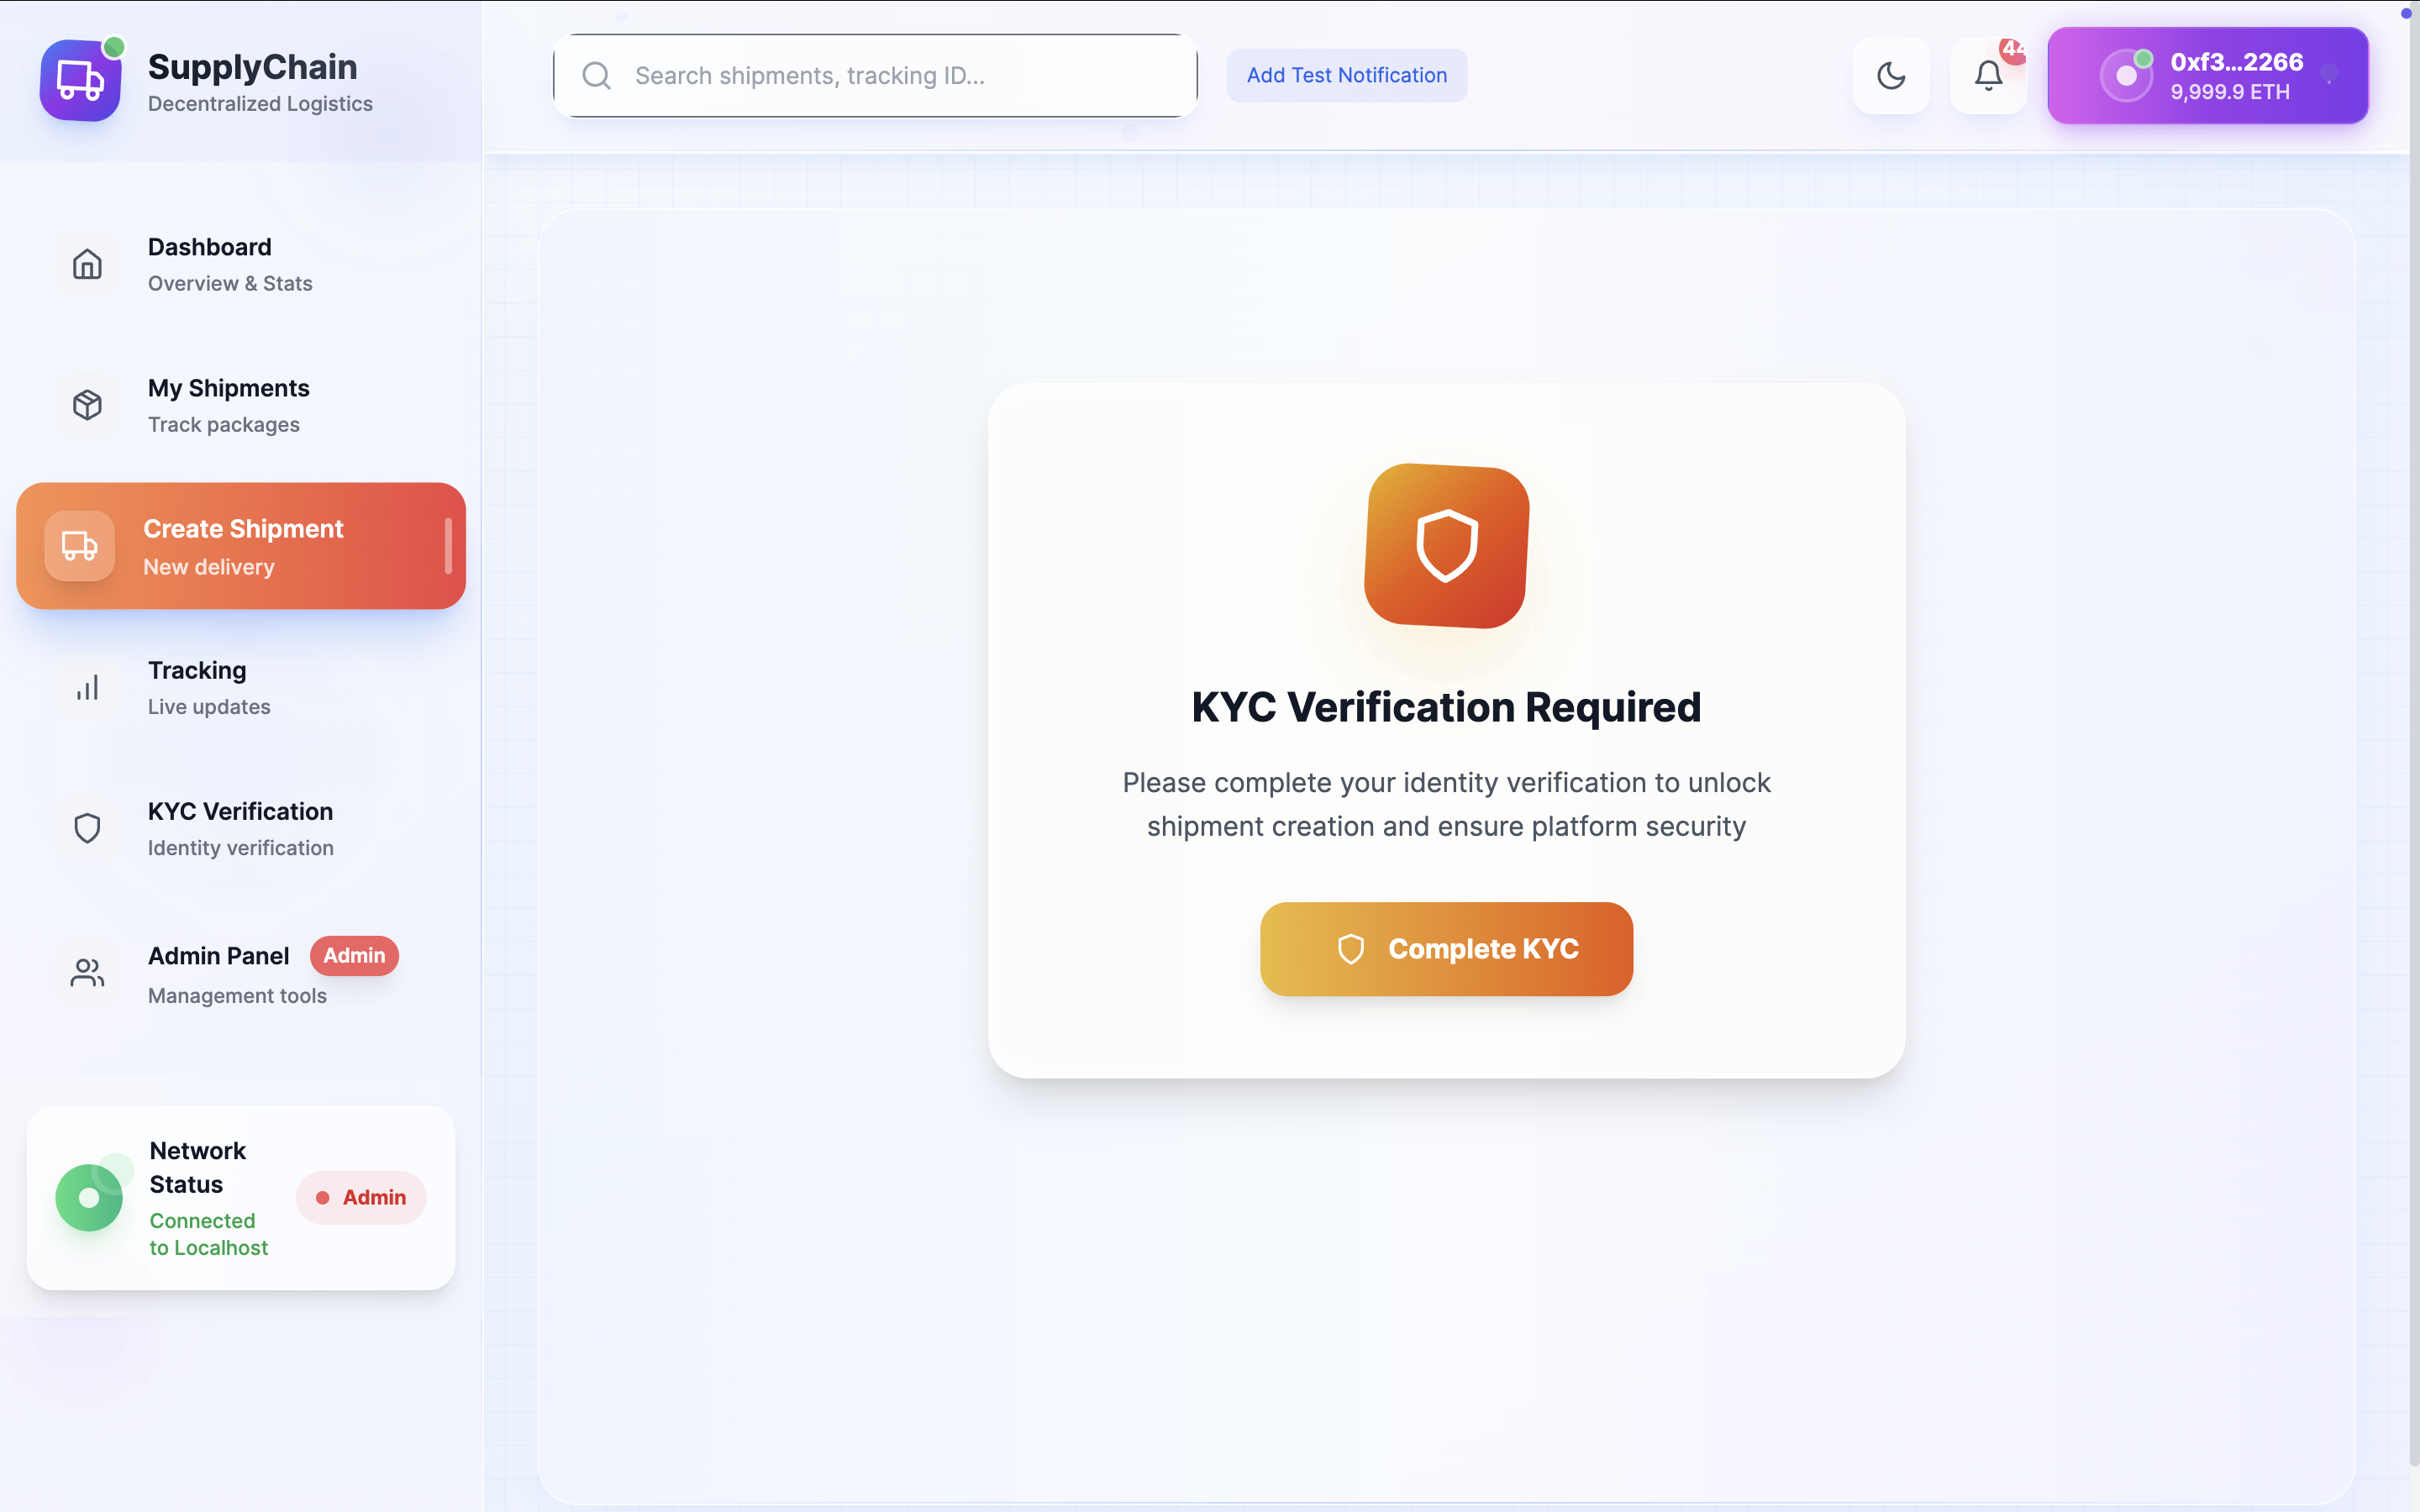 SupplyChain
Decentralized Logistics
Dashboard
Overview & Stats
My Shipments
Track packages
Create Shipment
New delivery
Tracking
Live updates
KYC Verification
Identity verification
Admin Panel Admin
Management tools
Network
Status
Connected
to Localhost
Admin
Search shipments, tracking ID...
Add Test Notification
44
0xf3...2266
9,999.9 ETH
KYC Verification Required
Please complete your identity verification to unlock
shipment creation and ensure platform security
Complete KYC